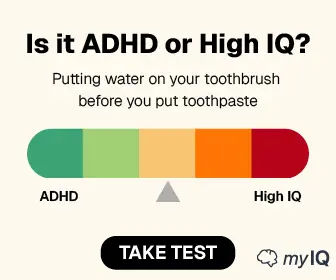 Is it ADHD or High IQ?
Putting water on your toothbrush
before you put toothpaste
ADHD
High IQ
TAKE TEST
myIQ